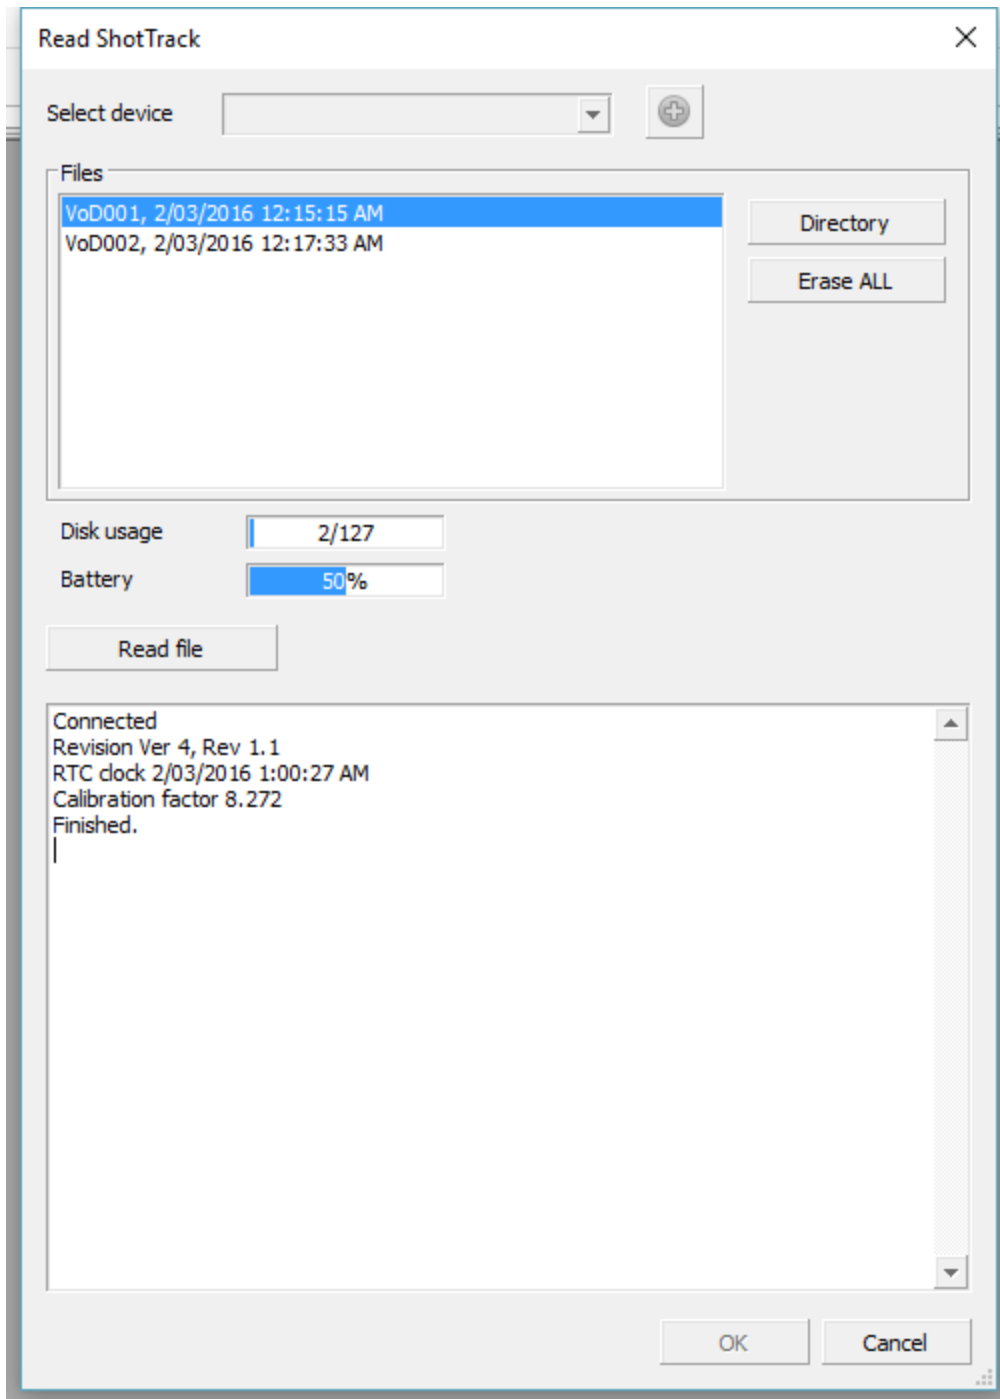 Read ShotTrack
Select device
Files
VoD001, 2/03/2016 12:15:15 AM
VoD002, 2/03/2016 12:17:33 AM
Directory
Erase ALL
Disk usage 2/127
Battery 50%
Read file
Connected
Revision Ver 4, Rev 1.1
RTC clock 2/03/2016 1:00:27 AM
Calibration factor 8.272
Finished.
OK Cancel